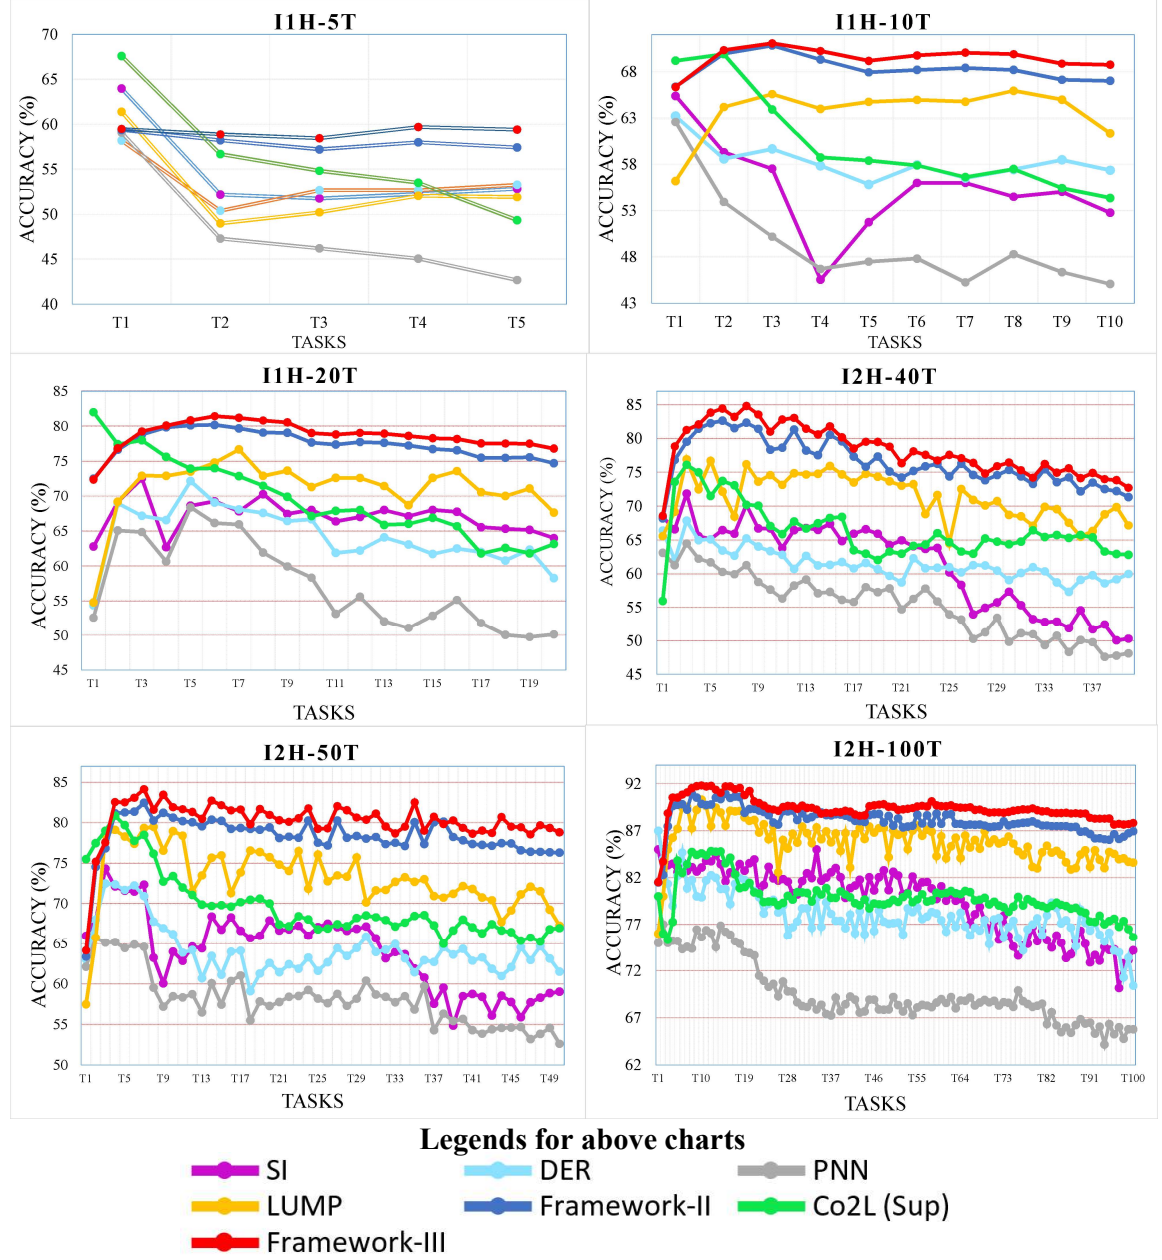 I1H-5T
70
65
60
55
50
45
40
ACCURACY (%)
T1 T2 T3 T4 T5
TASKS
I1H-10T
68
63
58
53
48
43
ACCURACY (%)
T1 T2 T3 T4 T5 T6 T7 T8 T9 T10
TASKS
I1H-20T
85
80
75
70
65
60
55
50
45
ACCURACY (%)
T1 T3 T5 T7 T9 T11 T13 T15 T17 T19
TASKS
I2H-40T
85
80
75
70
65
60
55
50
45
ACCURACY (%)
T1 T5 T9 T13 T17 T21 T25 T29 T33 T37
TASKS
I2H-50T
85
80
75
70
65
60
55
50
ACCURACY (%)
T1 T5 T9 T13 T17 T21 T25 T29 T33 T37 T41 T45 T49
TASKS
I2H-100T
92
87
82
77
72
67
62
ACCURACY (%)
T1 T10 T19 T28 T37 T46 T55 T64 T73 T82 T91 T100
TASKS
Legends for above charts
SI DER PNN
LUMP Framework-II Co2L (Sup)
Framework-III